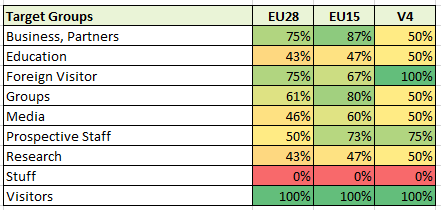 Target Groups EU28 EU15 V4
Business, Partners 75% 87% 50%
Education 43% 47% 50%
Foreign Visitor 75% 67% 100%
Groups 61% 80% 50%
Media 46% 60% 50%
Prospective Staff 50% 73% 75%
Research 43% 47% 50%
Stuff 0% 0% 0%
Visitors 100% 100% 100%